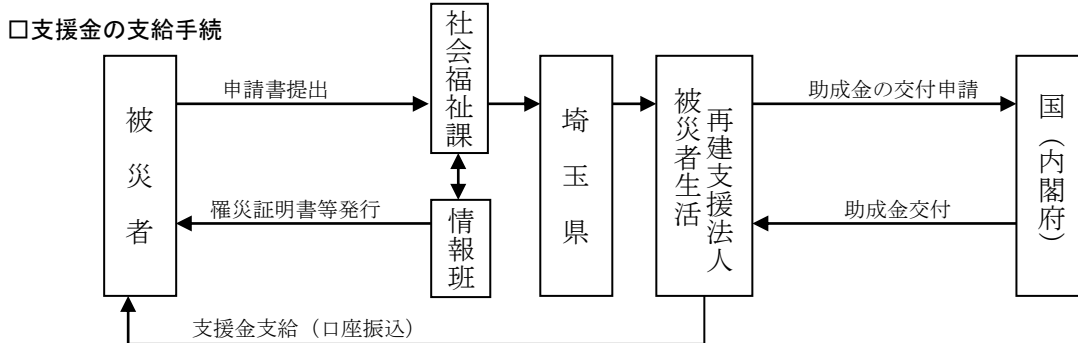 □支援金の支給手続
被災者
申請書提出
罹災証明書等発行
社会福祉課
情報班
埼玉県
被災者生活
再建支援法人
助成金の交付申請
助成金交付
国（内閣府）
支援金支給（口座振込）